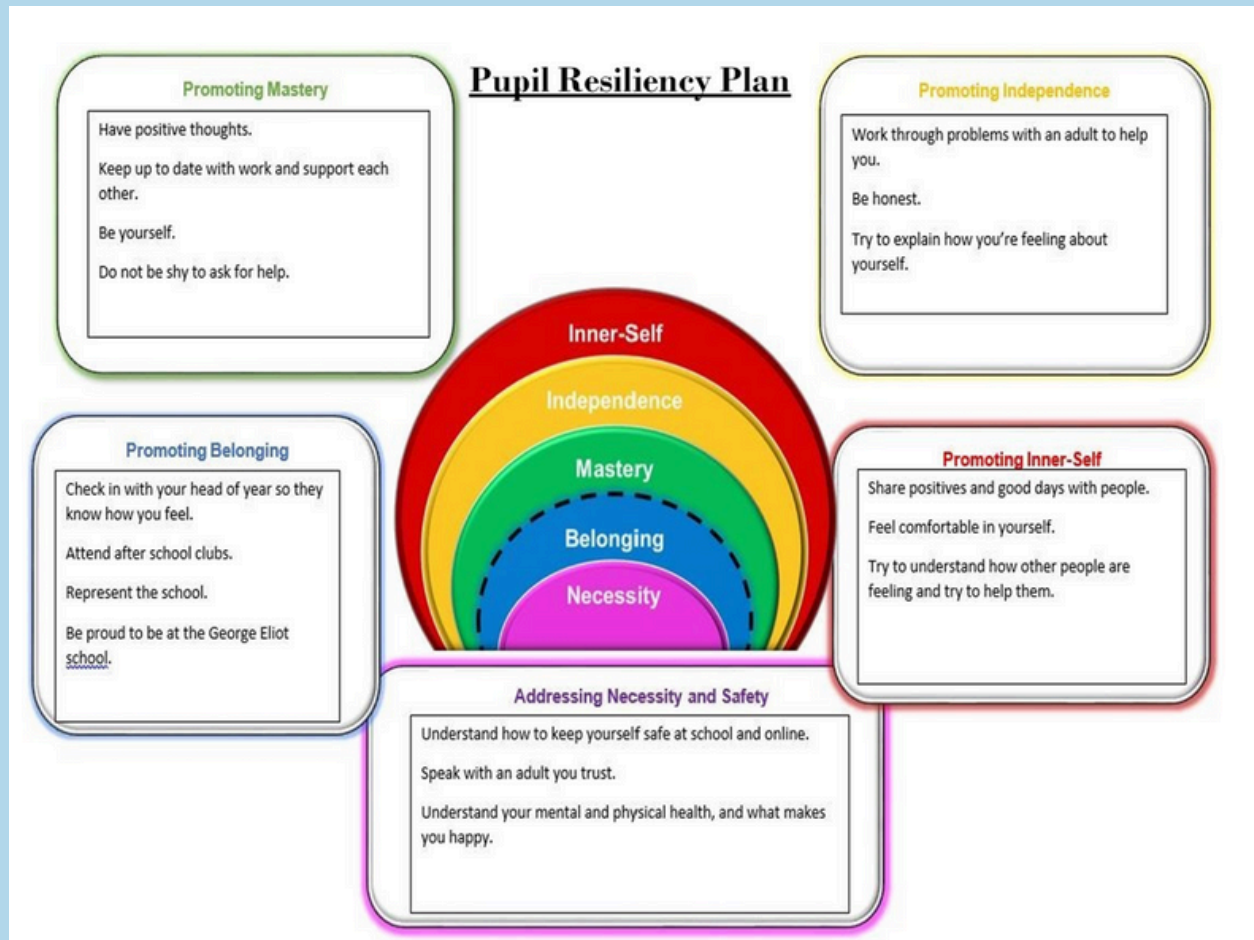 Pupil Resiliency Plan
Promoting Mastery
Have positive thoughts.
Keep up to date with work and support each
other.
Be yourself.
Do not be shy to ask for help.
Promoting Independence
Work through problems with an adult to help
you.
Be honest.
Try to explain how you're feeling about
yourself.
Inner-Self
Independence
Mastery
Belonging
Necessity
Promoting Belonging
Check in with your head of year so they
know how you feel.
Attend after school clubs.
Represent the school.
Be proud to be at the George Eliot
school.
Promoting Inner-Self
Share positives and good days with people.
Feel comfortable in yourself.
Try to understand how other people are
feeling and try to help them.
Addressing Necessity and Safety
Understand how to keep yourself safe at school and online.
Speak with an adult you trust.
Understand your mental and physical health, and what makes
you happy.